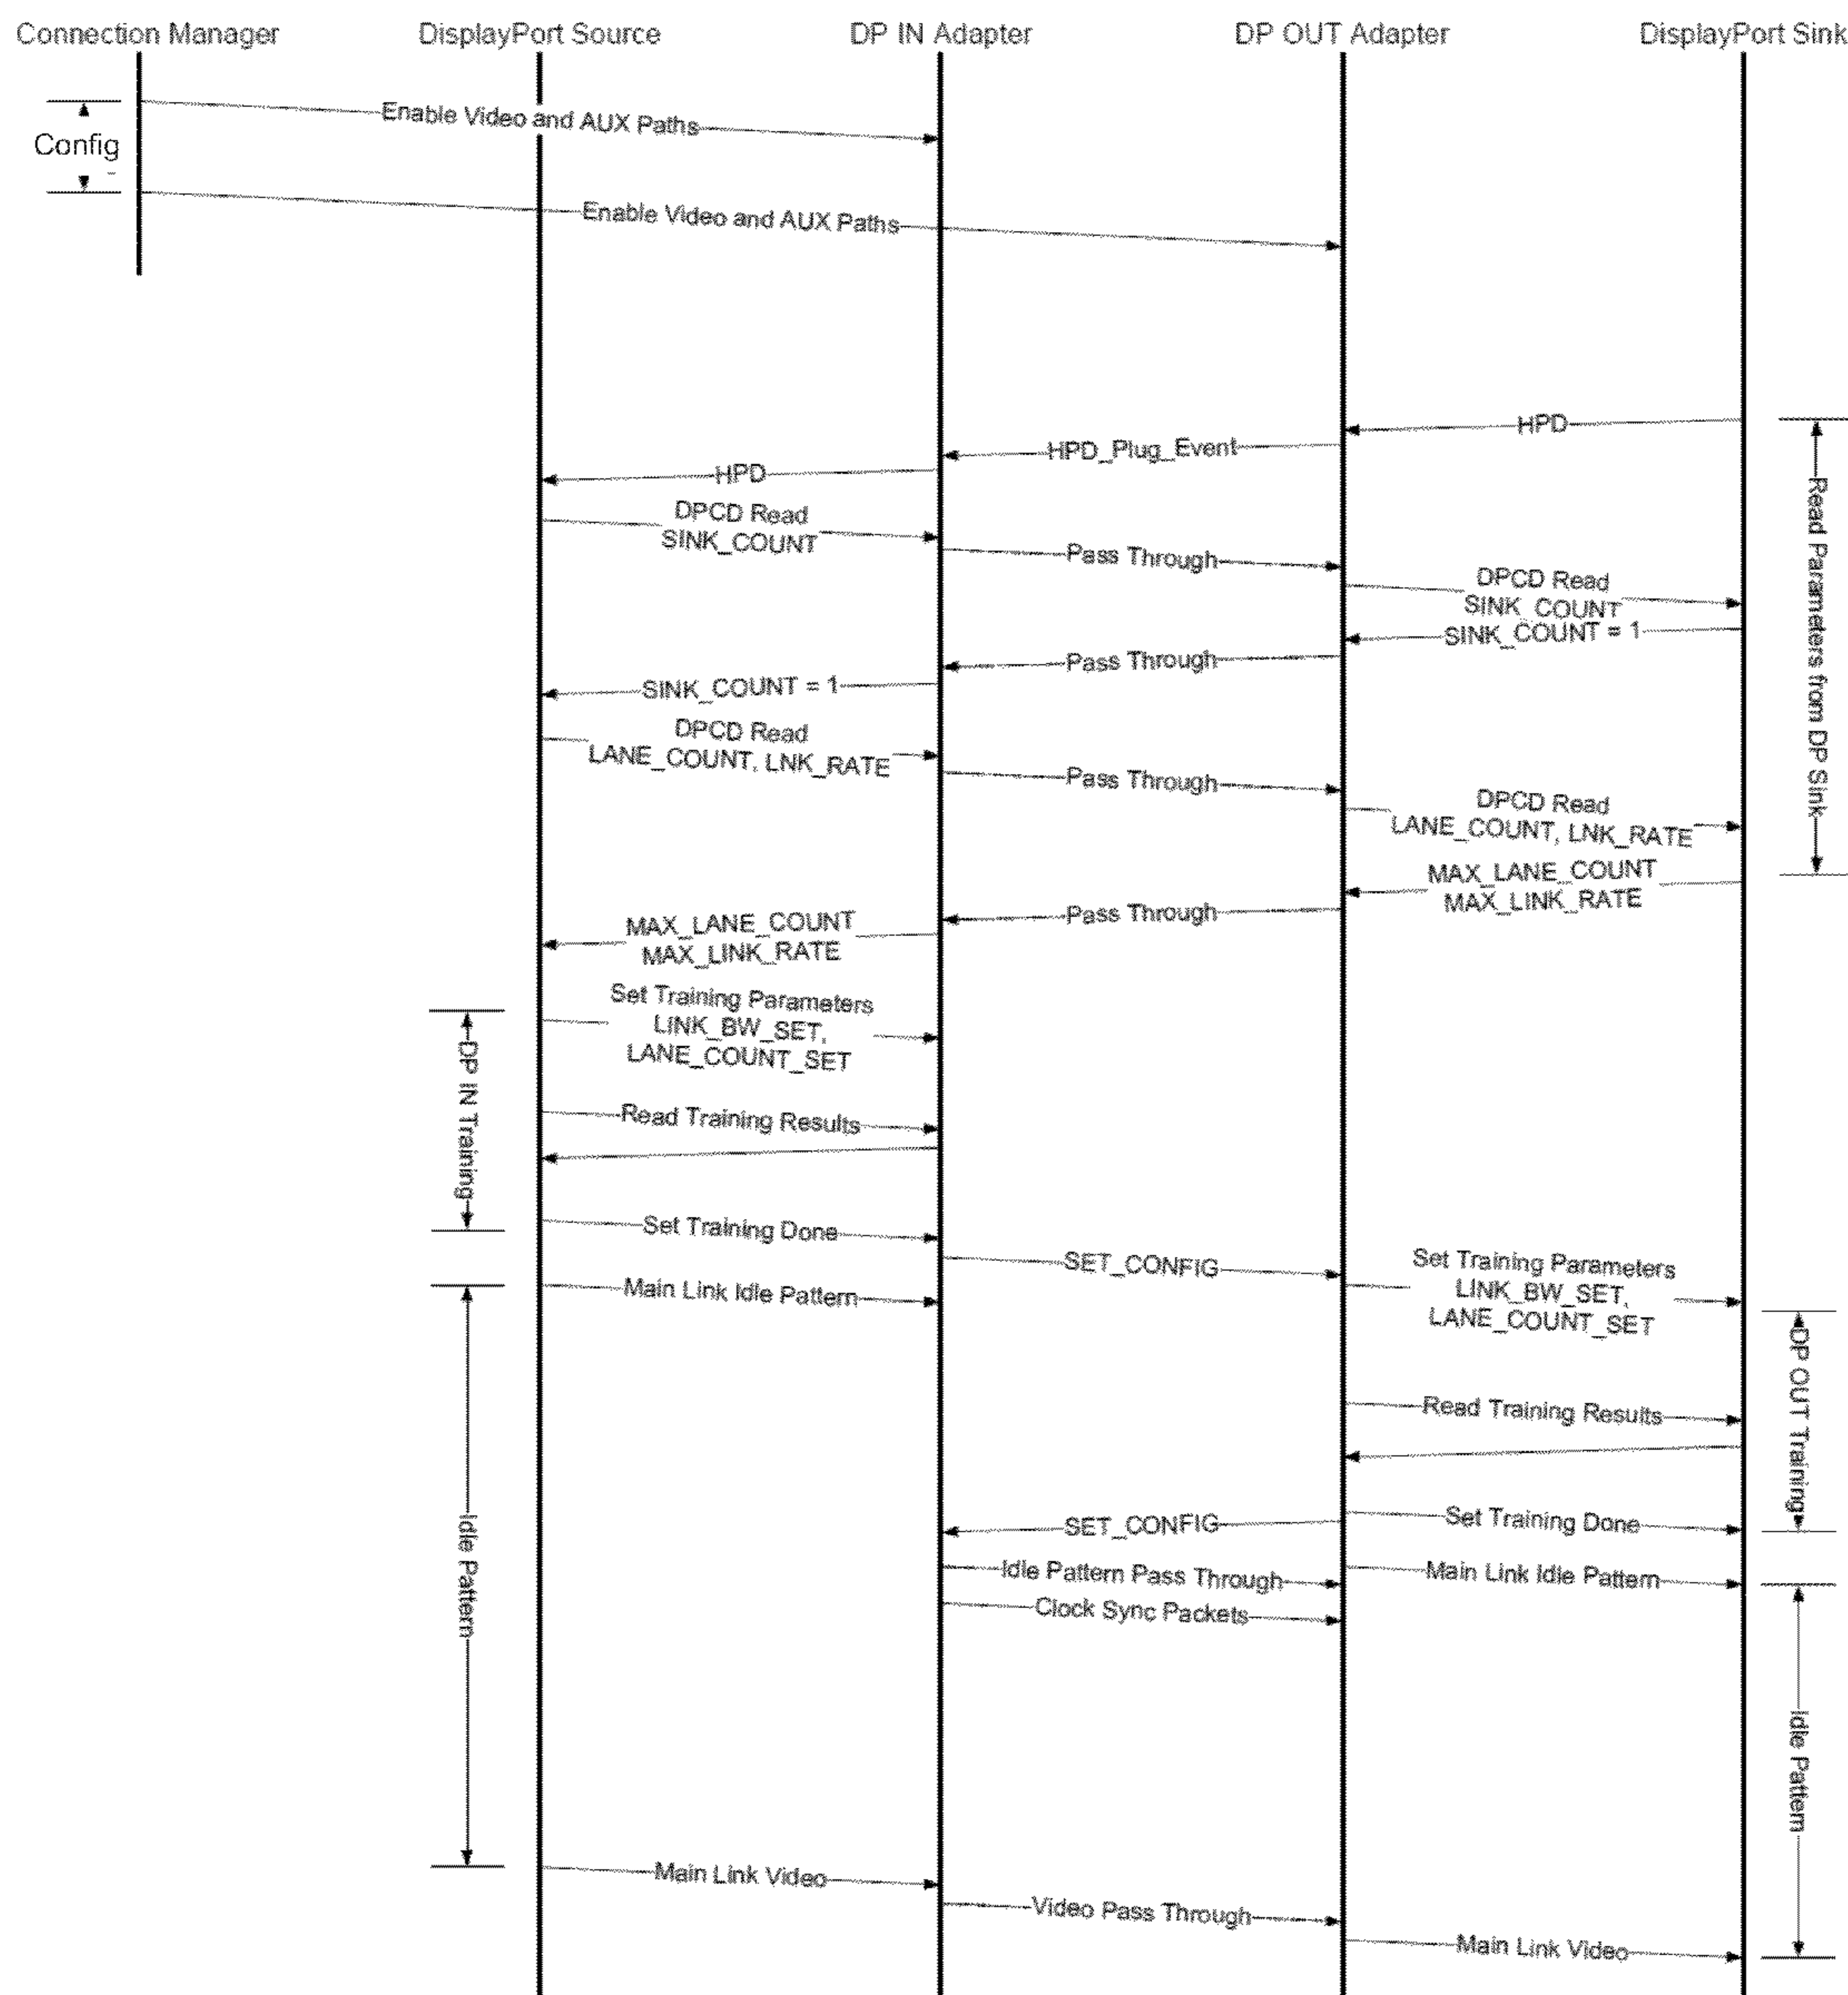 Connection Manager
DisplayPort Source
DP IN Adapter
DP OUT Adapter
DisplayPort Sink
Enable Video and AUX Paths
Config
Enable Video and AUX Paths
HPD
HPD_Plug_Event
HPD
DPCD Read
SINK_COUNT
Pass Through
DPCD Read
SINK_COUNT
SINK_COUNT = 1
Pass Through
SINK_COUNT = 1
DPCD Read
LANE_COUNT, LNK_RATE
Pass Through
DPCD Read
LANE_COUNT, LNK_RATE
MAX_LANE_COUNT
MAX_LINK_RATE
Pass Through
MAX_LANE_COUNT
MAX_LINK_RATE
Read Parameters from DP Sink
Set Training Parameters
LINK_BW_SET,
LANE_COUNT_SET
Read Training Results
DP IN Training
Set Training Done
SET_CONFIG
Set Training Parameters
LINK_BW_SET,
LANE_COUNT_SET
Main Link Idle Pattern
Read Training Results
DP OUT Training
SET_CONFIG
Set Training Done
Idle Pattern Pass Through
Main Link Idle Pattern
Clock Sync Packets
Idle Pattern
Idle Pattern
Main Link Video
Video Pass Through
Main Link Video